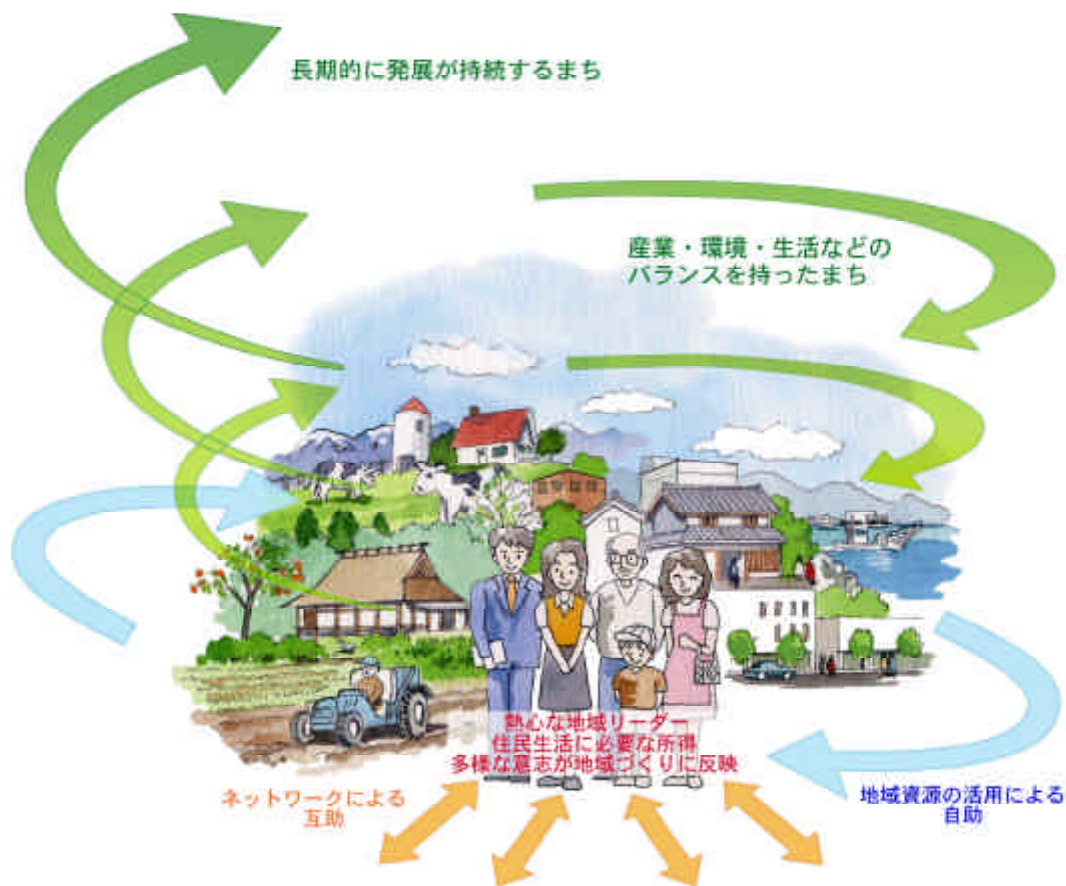 長期的に発展が持続するまち
産業・環境・生活などの
バランスを持ったまち
熱心な地域リーダー
住民生活に必要な所得
多様な意志が地域づくりに反映
ネットワークによる
互助
地域資源の活用による
自助